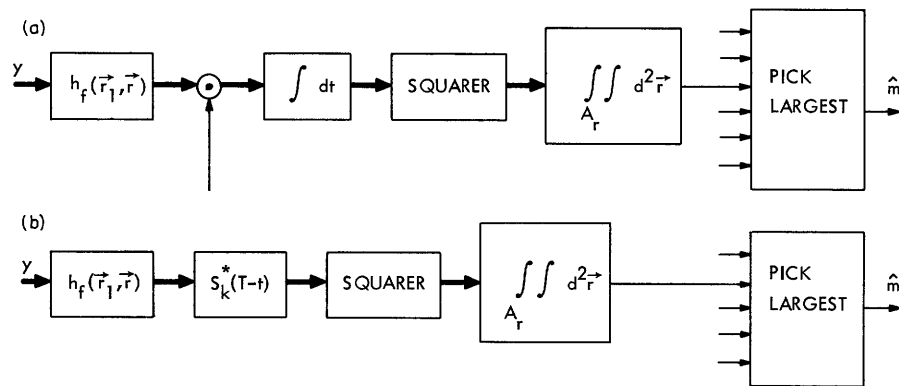 (a)
y h_f(r⃗_1,r⃗) ∫ dt SQUARER ∫∫ d²r⃗ A_r PICK LARGEST m̂
(b)
y h_f(r⃗_1,r⃗) S_k^*(T-t) SQUARER ∫∫ d²r⃗ A_r PICK LARGEST m̂